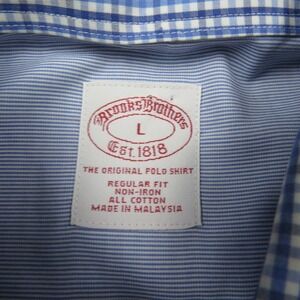 Brooks Brothers
L
Est. 1818
THE ORIGINAL POLO SHIRT
REGULAR FIT
NON-IRON
ALL COTTON
MADE IN MALAYSIA